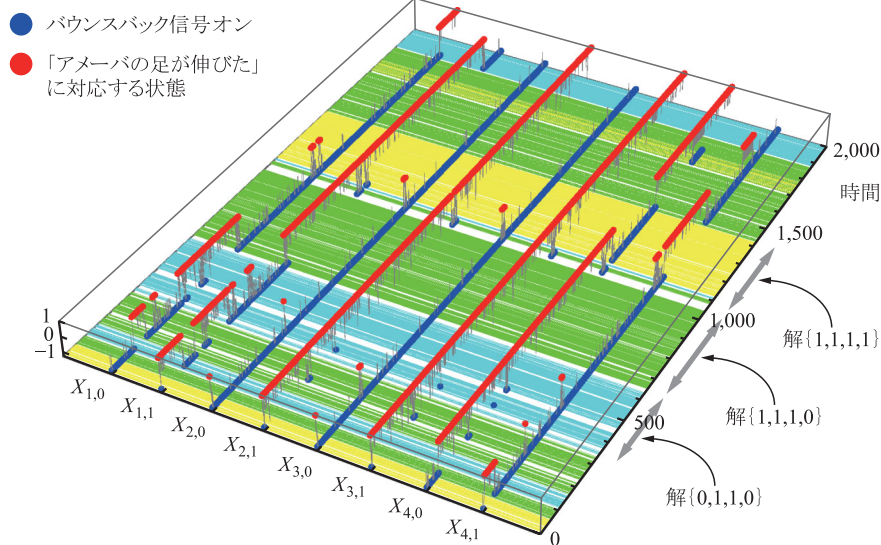 バウンスバック信号オン
「アメーバの足が伸びた」
に対応する状態
2,000
時間
1,500
1,000
500
0
解{1,1,1,1}
解{1,1,1,0}
解{0,1,1,0}
1
0
−1
X1,0
X1,1
X2,0
X2,1
X3,0
X3,1
X4,0
X4,1